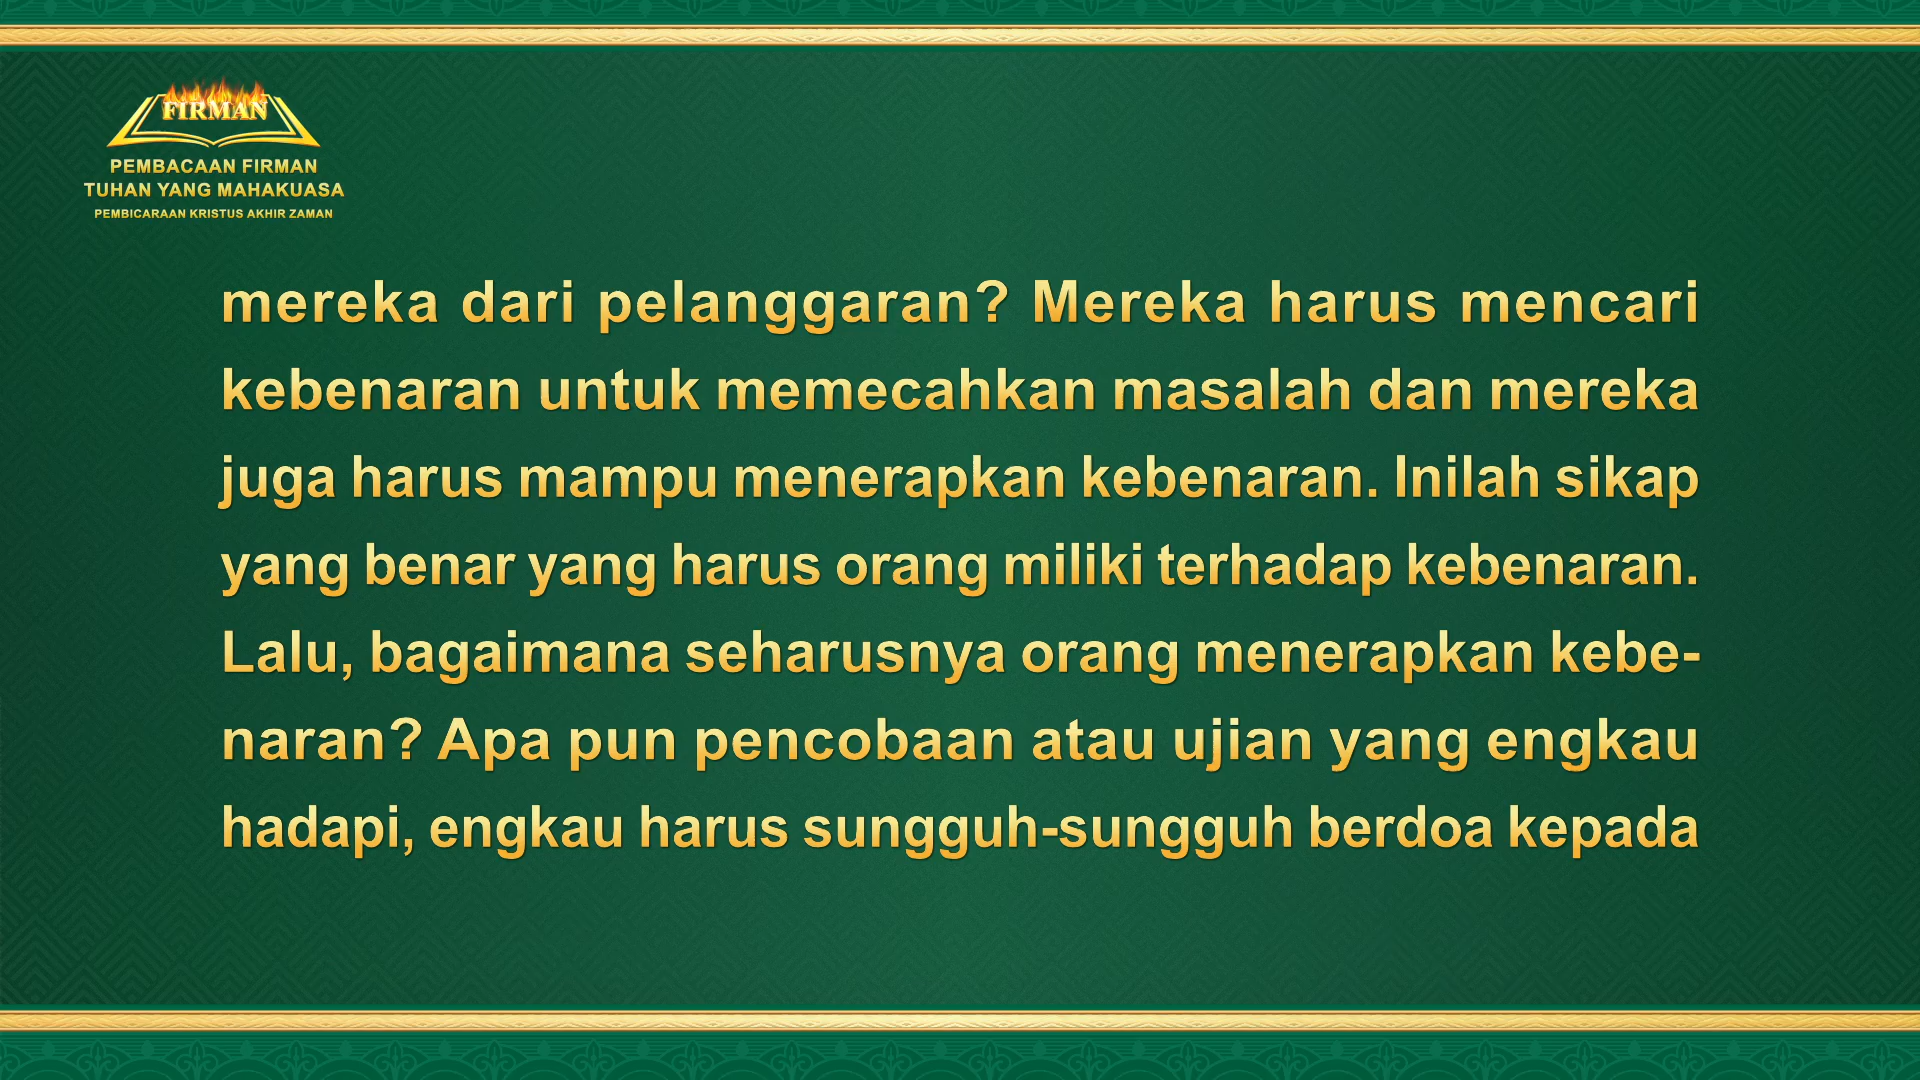 FIRMAN
PEMBACAAN FIRMAN
TUHAN YANG MAHAKUASA
PEMBICARAAN KRISTUS AKHIR ZAMAN
mereka dari pelanggaran? Mereka harus mencari
kebenaran untuk memecahkan masalah dan mereka
juga harus mampu menerapkan kebenaran. Inilah sikap
yang benar yang harus orang miliki terhadap kebenaran.
Lalu, bagaimana seharusnya orang menerapkan kebe-
naran? Apa pun pencobaan atau ujian yang engkau
hadapi, engkau harus sungguh-sungguh berdoa kepada